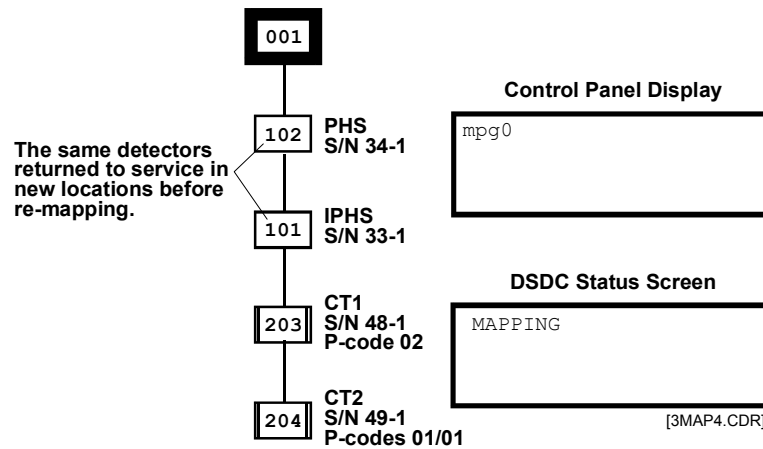 001
Control Panel Display
mpg0
The same detectors
returned to service in
new locations before
re-mapping.
102
PHS
S/N 34-1
101
IPHS
S/N 33-1
DSDC Status Screen
MAPPING
203
CT1
S/N 48-1
P-code 02
204
CT2
S/N 49-1
P-codes 01/01
[3MAP4.CDR]